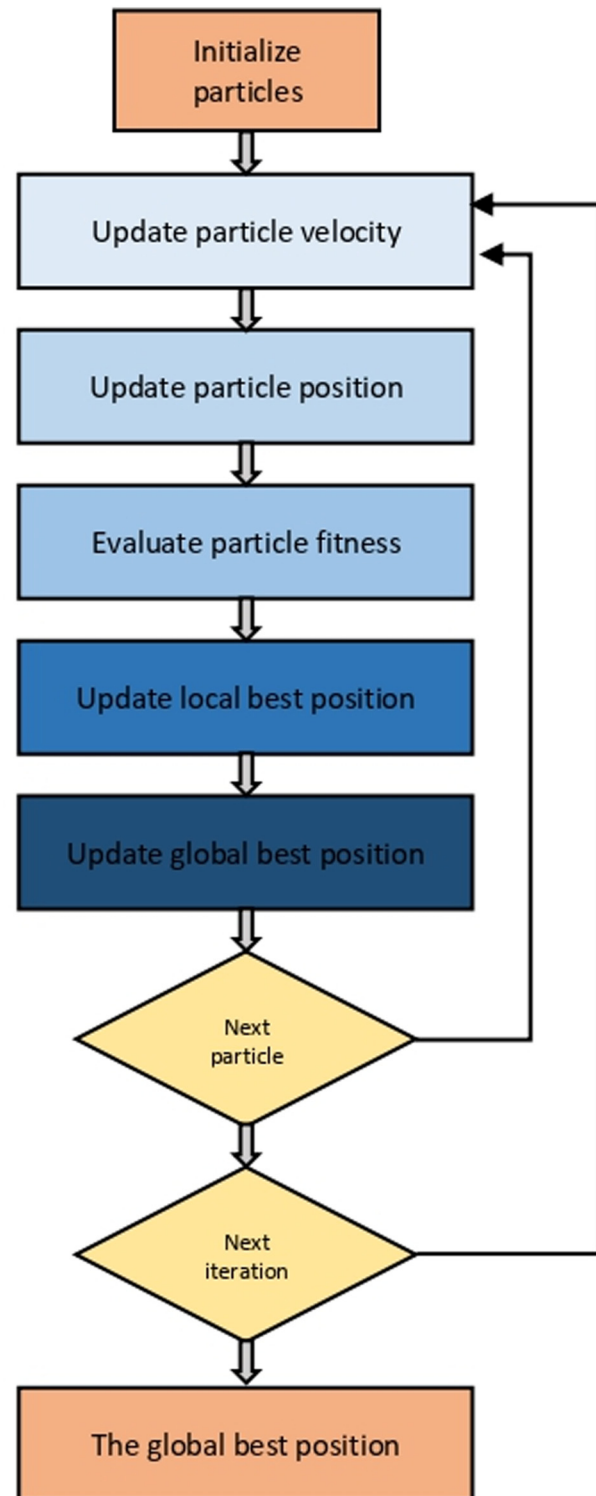 Initialize
particles
Update particle velocity
Update particle position
Evaluate particle fitness
Update local best position
Update global best position
Next
particle
Next
iteration
The global best position